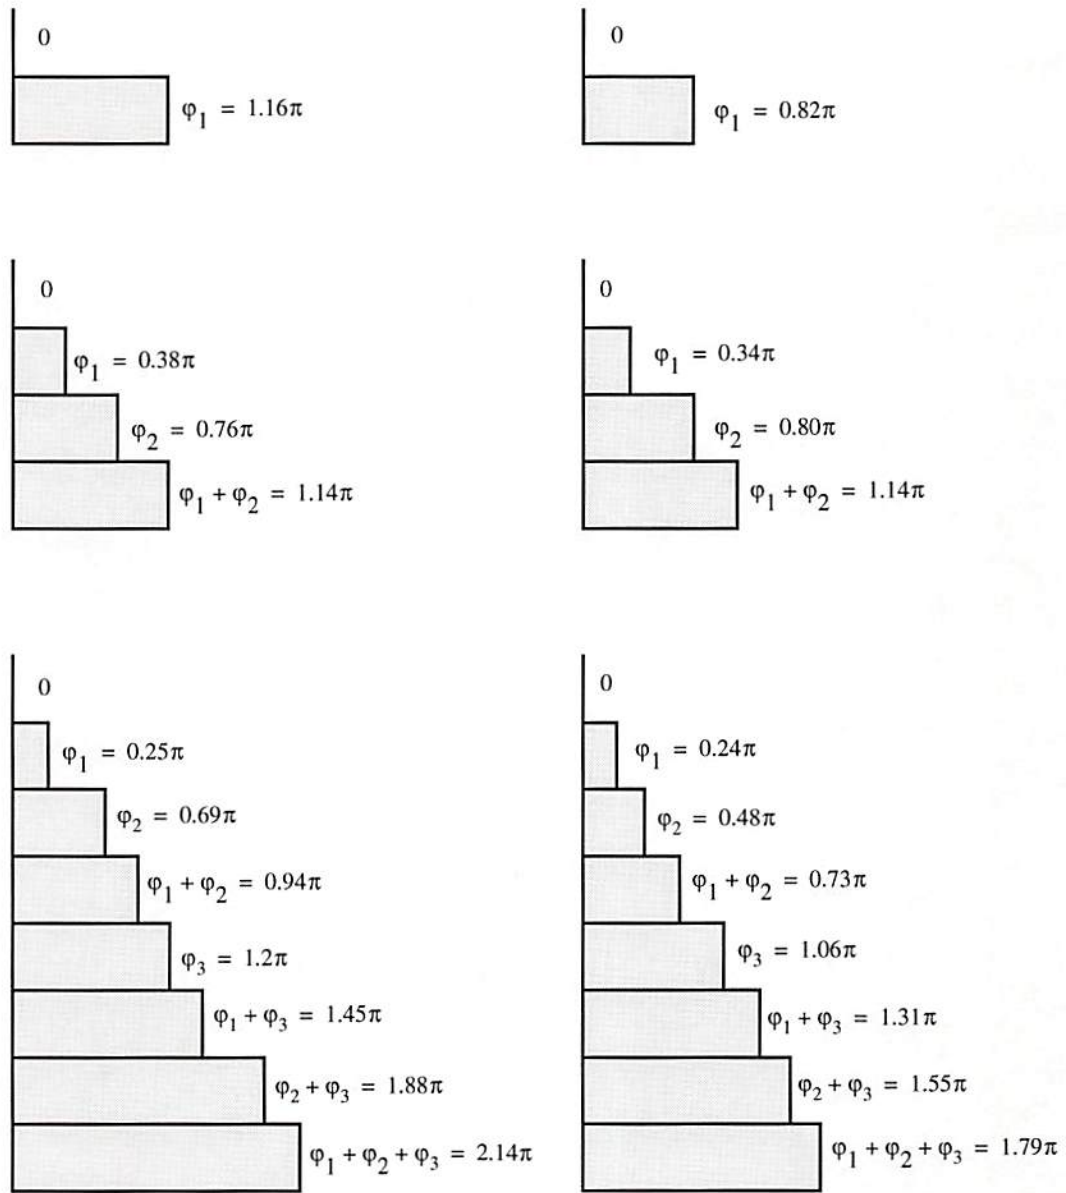 0
φ1 = 1.16π
0
φ1 = 0.82π
0
φ1 = 0.38π
φ2 = 0.76π
φ1 + φ2 = 1.14π
0
φ1 = 0.34π
φ2 = 0.80π
φ1 + φ2 = 1.14π
0
φ1 = 0.25π
φ2 = 0.69π
φ1 + φ2 = 0.94π
φ3 = 1.2π
φ1 + φ3 = 1.45π
φ2 + φ3 = 1.88π
φ1 + φ2 + φ3 = 2.14π
0
φ1 = 0.24π
φ2 = 0.48π
φ1 + φ2 = 0.73π
φ3 = 1.06π
φ1 + φ3 = 1.31π
φ2 + φ3 = 1.55π
φ1 + φ2 + φ3 = 1.79π